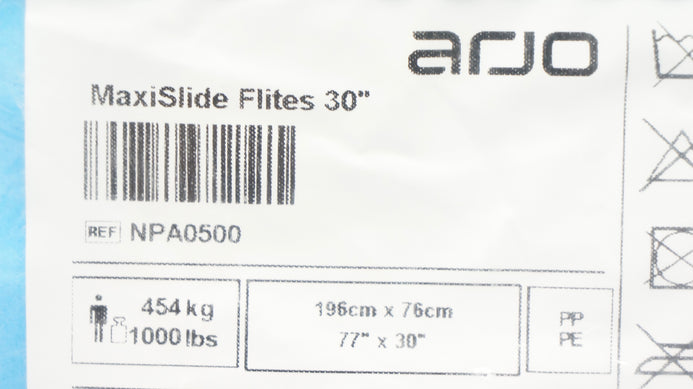 arjo
MaxiSlide Flites 30"
REF NPA0500
454 kg
1000 lbs
196cm x 76cm
77" x 30"
PP
PE